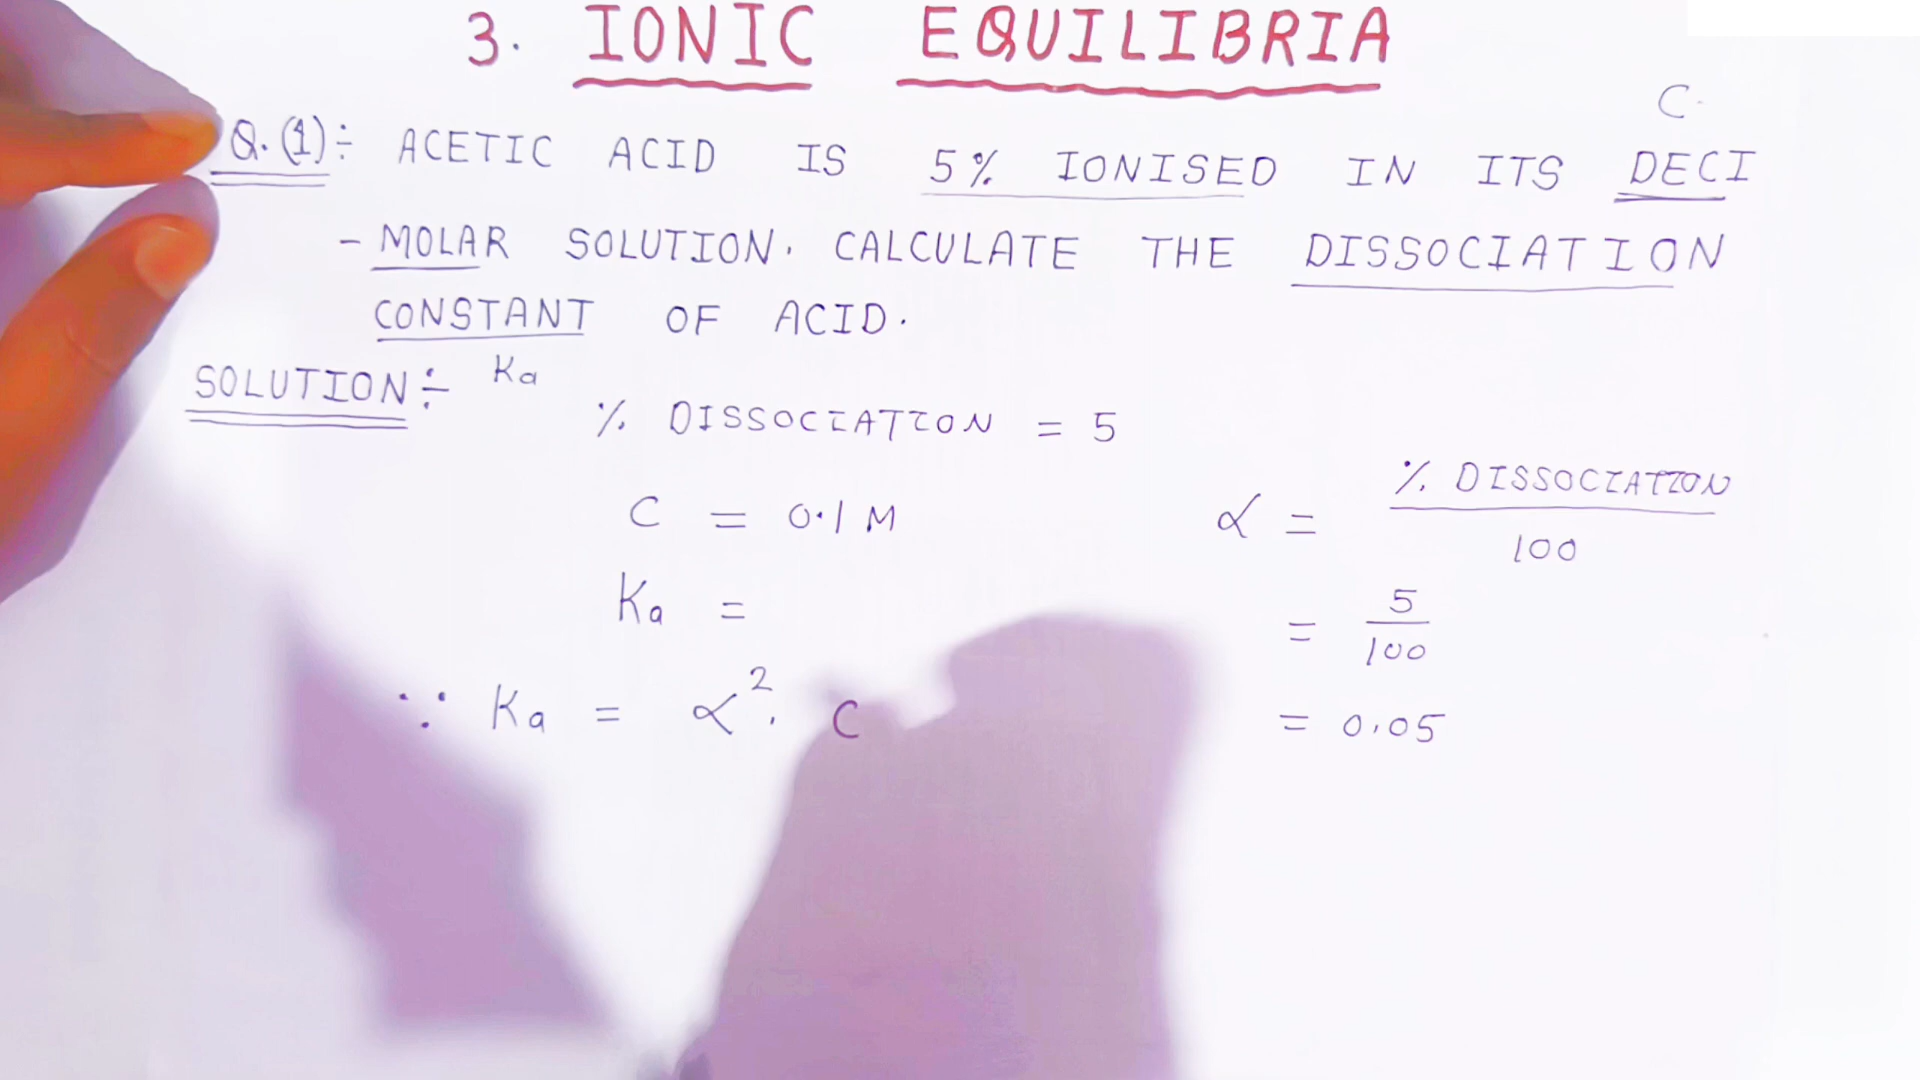 3. IONIC EQUILIBRIA
C.
Q.(1)÷ ACETIC ACID IS 5% IONISED IN ITS DECI
- MOLAR SOLUTION. CALCULATE THE DISSOCIATION
CONSTANT OF ACID.
SOLUTION÷ Ka
% DISSOCIATION = 5
C = 0.1 M
Ka =
∵ Ka = α². C
α = % DISSOCIATION / 100
= 5 / 100
= 0.05